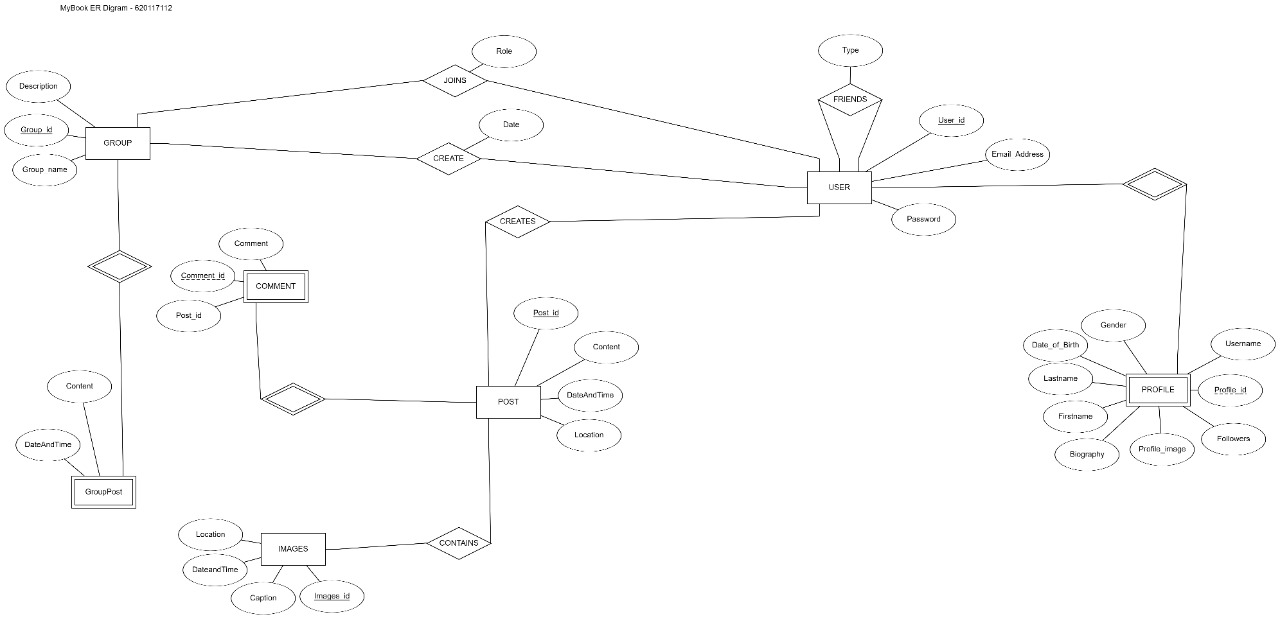 MyBook ER Digram - 620117112
Role
Type
JOINS
Description
FRIENDS
User_id
Date
Group_id
GROUP
CREATE
Email_Address
Group_name
USER
CREATES
Password
Comment
Comment_id
COMMENT
Post_id
Post_id
Gender
Content
Date_of_Birth
Username
Lastname
Content
DateAndTime
PROFILE
Profile_id
POST
Firstname
Location
Followers
DateAndTime
Biography
Profile_image
GroupPost
Location
IMAGES
CONTAINS
DateandTime
Caption
Images_id